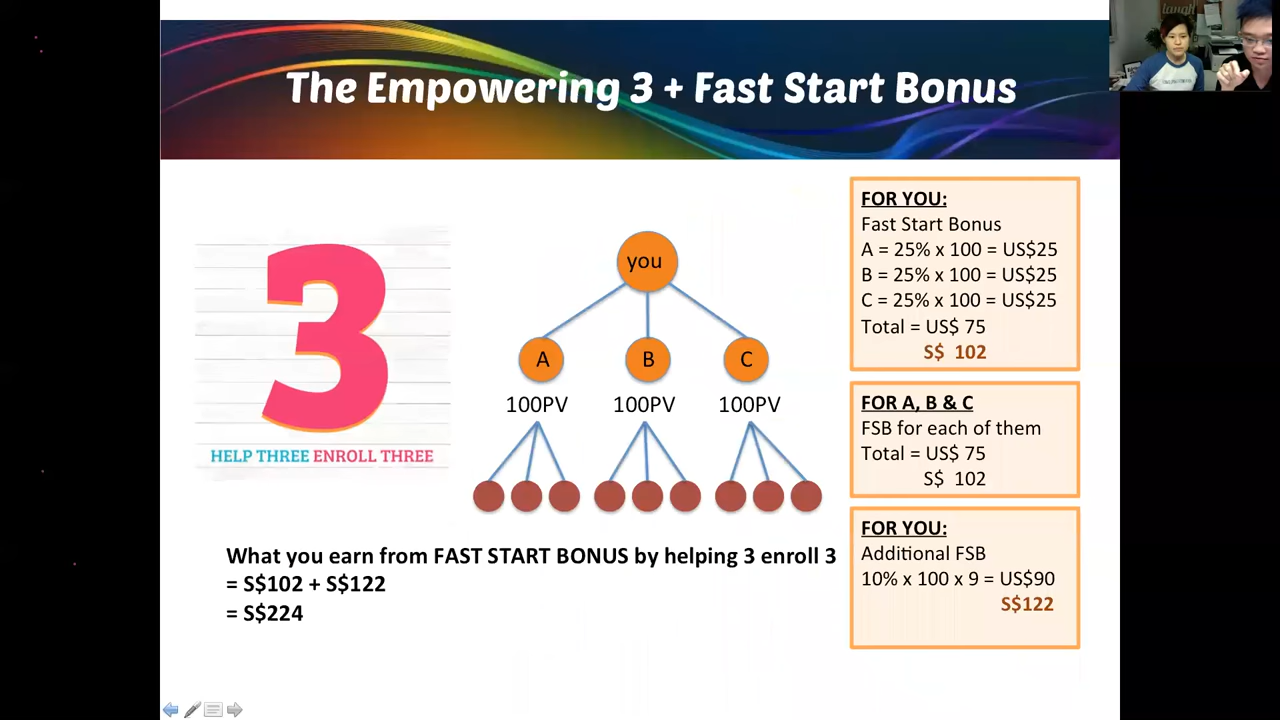 The Empowering 3 + Fast Start Bonus
laugh
3
HELP THREE ENROLL THREE
you
A
B
C
100PV
100PV
100PV
What you earn from FAST START BONUS by helping 3 enroll 3
= S$102 + S$122
= S$224
FOR YOU:
Fast Start Bonus
A = 25% x 100 = US$25
B = 25% x 100 = US$25
C = 25% x 100 = US$25
Total = US$ 75
S$ 102
FOR A, B & C
FSB for each of them
Total = US$ 75
S$ 102
FOR YOU:
Additional FSB
10% x 100 x 9 = US$90
S$122